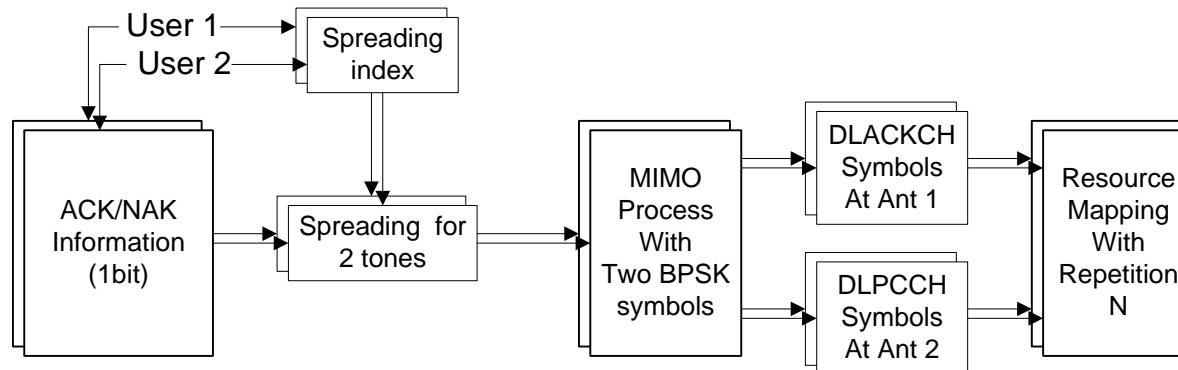 User 1
User 2
Spreading
index
ACK/NAK
Information
(1bit)
Spreading for
2 tones
MIMO
Process
With
Two BPSK
symbols
DLACKCH
Symbols
At Ant 1
DLPCCH
Symbols
At Ant 2
Resource
Mapping
With
Repetition
N